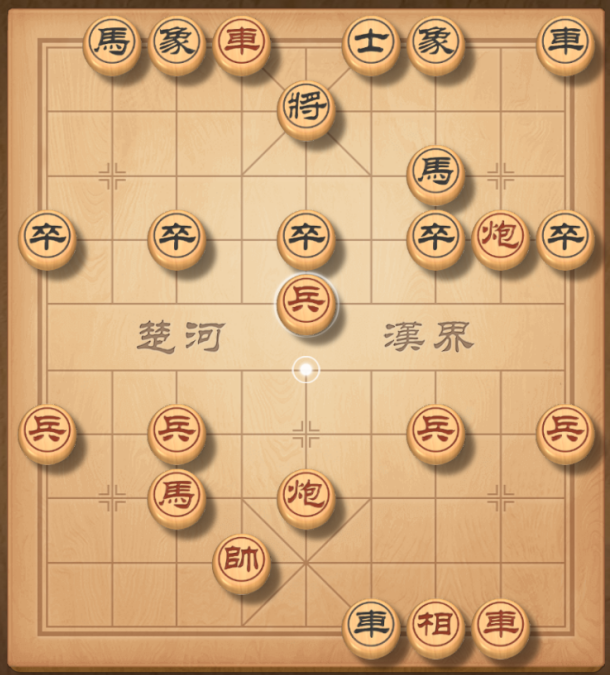 馬 象 車 士 象 車
將
馬
卒 卒 卒 卒 炮 卒
兵
楚河 漢界
兵 兵 兵 兵
馬 炮
帥
車 相 車